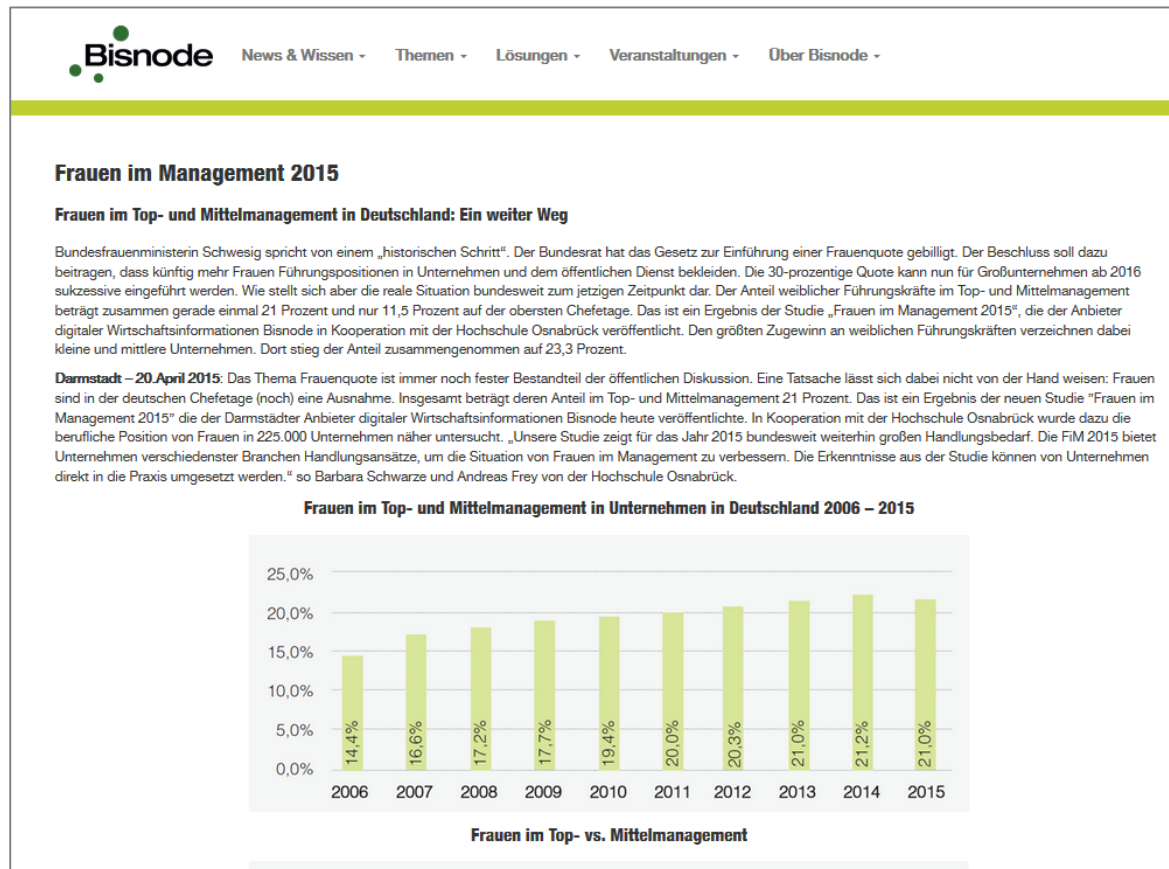 Bisnode
News & Wissen Themen Lösungen Veranstaltungen Über Bisnode
Frauen im Management 2015
Frauen im Top- und Mittelmanagement in Deutschland: Ein weiter Weg
Bundesfrauenministerin Schwesig spricht von einem „historischen Schritt“. Der Bundesrat hat das Gesetz zur Einführung einer Frauenquote gebilligt. Der Beschluss soll dazu
beitragen, dass künftig mehr Frauen Führungspositionen in Unternehmen und dem öffentlichen Dienst bekleiden. Die 30-prozentige Quote kann nun für Großunternehmen ab 2016
sukzessive eingeführt werden. Wie stellt sich aber die reale Situation bundesweit zum jetzigen Zeitpunkt dar. Der Anteil weiblicher Führungskräfte im Top- und Mittelmanagement
beträgt zusammen gerade einmal 21 Prozent und nur 11,5 Prozent auf der obersten Chefetage. Das ist ein Ergebnis der Studie „Frauen im Management 2015“, die der Anbieter
digitaler Wirtschaftsinformationen Bisnode in Kooperation mit der Hochschule Osnabrück veröffentlicht. Den größten Zugewinn an weiblichen Führungskräften verzeichnen dabei
kleine und mittlere Unternehmen. Dort stieg der Anteil zusammengenommen auf 23,3 Prozent.
Darmstadt – 20.April 2015: Das Thema Frauenquote ist immer noch fester Bestandteil der öffentlichen Diskussion. Eine Tatsache lässt sich dabei nicht von der Hand weisen: Frauen
sind in der deutschen Chefetage (noch) eine Ausnahme. Insgesamt beträgt deren Anteil im Top- und Mittelmanagement 21 Prozent. Das ist ein Ergebnis der neuen Studie "Frauen im
Management 2015" die der Darmstädter Anbieter digitaler Wirtschaftsinformationen Bisnode heute veröffentlichte. In Kooperation mit der Hochschule Osnabrück wurde dazu die
berufliche Position von Frauen in 225.000 Unternehmen näher untersucht. „Unsere Studie zeigt für das Jahr 2015 bundesweit weiterhin großen Handlungsbedarf. Die FiM 2015 bietet
Unternehmen verschiedenster Branchen Handlungsansätze, um die Situation von Frauen im Management zu verbessern. Die Erkenntnisse aus der Studie können von Unternehmen
direkt in die Praxis umgesetzt werden.“ so Barbara Schwarze und Andreas Frey von der Hochschule Osnabrück.
Frauen im Top- und Mittelmanagement in Unternehmen in Deutschland 2006 – 2015
25,0%
20,0%
15,0%
10,0%
5,0%
0,0%
14,4% 16,6% 17,2% 17,7% 19,4% 20,0% 20,3% 21,0% 21,2% 21,0%
2006 2007 2008 2009 2010 2011 2012 2013 2014 2015
Frauen im Top- vs. Mittelmanagement